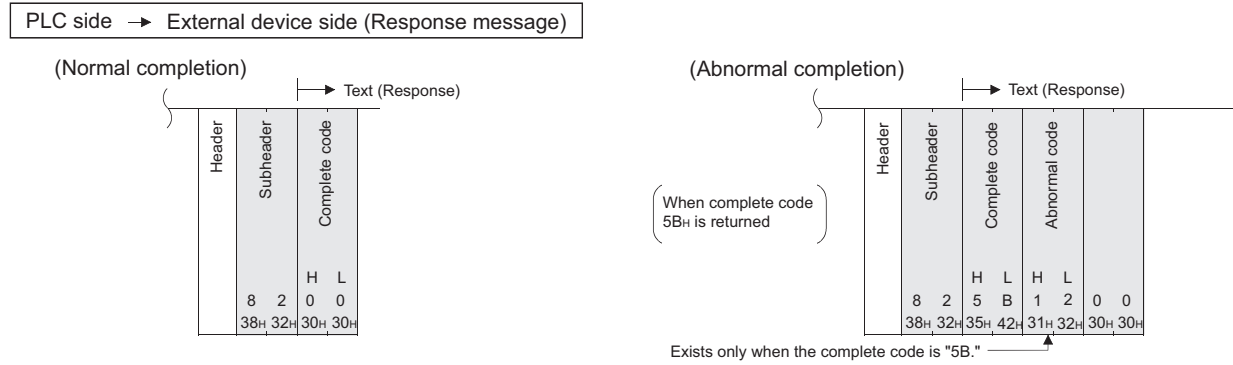 PLC side → External device side (Response message)
(Normal completion)
Text (Response)
Header
Subheader
Complete code
H L
8 2 0 0
38H 32H 30H 30H
(Abnormal completion)
Text (Response)
When complete code
5BH is returned
Header
Subheader
Complete code
Abnormal code
H L H L
8 2 5 B 1 2 0 0
38H 32H 35H 42H 31H 32H 30H 30H
Exists only when the complete code is "5B."